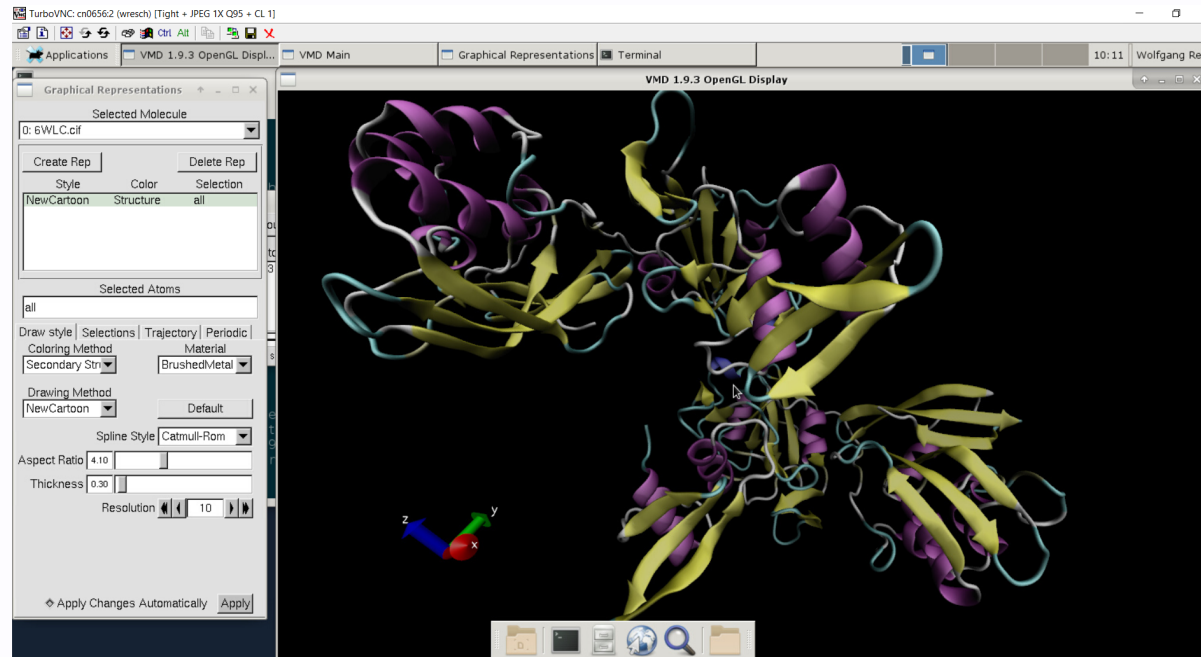 TurboVNC: cn0656:2 (wresch) [Tight + JPEG 1X Q95 + CL 1]
Ctrl Alt
Applications VMD 1.9.3 OpenGL Displ... VMD Main Graphical Representations Terminal 10:11 Wolfgang Re
Graphical Representations
VMD 1.9.3 OpenGL Display
Selected Molecule
0: 6WLC.cif
Create Rep Delete Rep
Style Color Selection
NewCartoon Structure all
Selected Atoms
all
Draw style Selections Trajectory Periodic
Coloring Method Material
Secondary Stru BrushedMetal
Drawing Method
NewCartoon Default
Spline Style Catmull-Rom
Aspect Ratio 4.10
Thickness 0.30
Resolution 10
Apply Changes Automatically Apply
z y
x